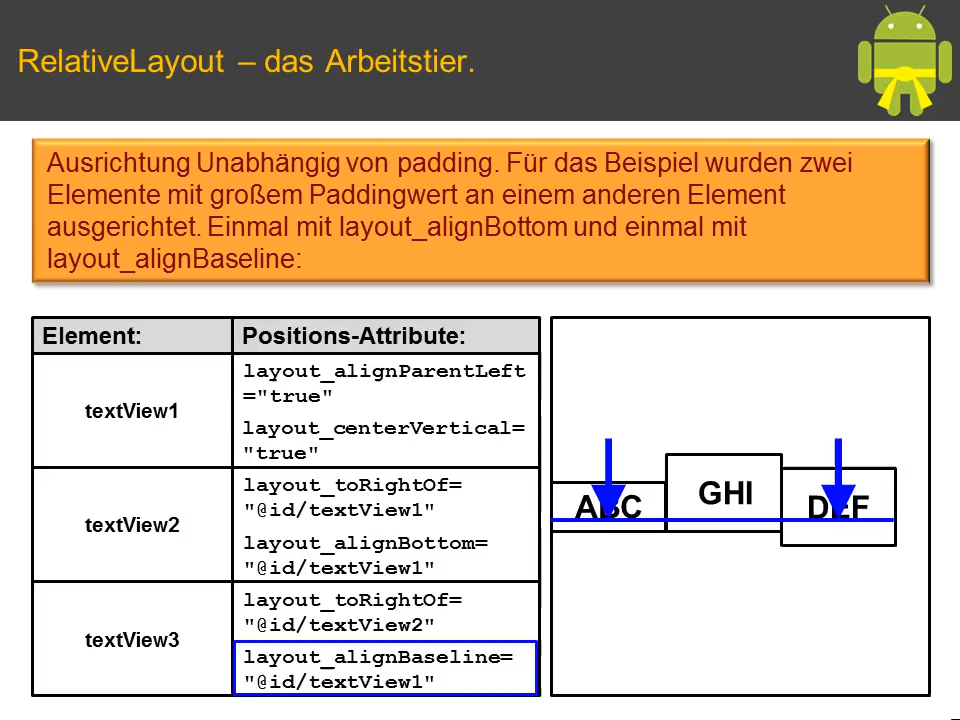 RelativeLayout – das Arbeitstier.
Ausrichtung Unabhängig von padding. Für das Beispiel wurden zwei
Elemente mit großem Paddingwert an einem anderen Element
ausgerichtet. Einmal mit layout_alignBottom und einmal mit
layout_alignBaseline:
Element:
Positions-Attribute:
textView1
layout_alignParentLeft
="true"
layout_centerVertical=
"true"
textView2
layout_toRightOf=
"@id/textView1"
layout_alignBottom=
"@id/textView1"
textView3
layout_toRightOf=
"@id/textView2"
layout_alignBaseline=
"@id/textView1"
ABC
GHI
DEF